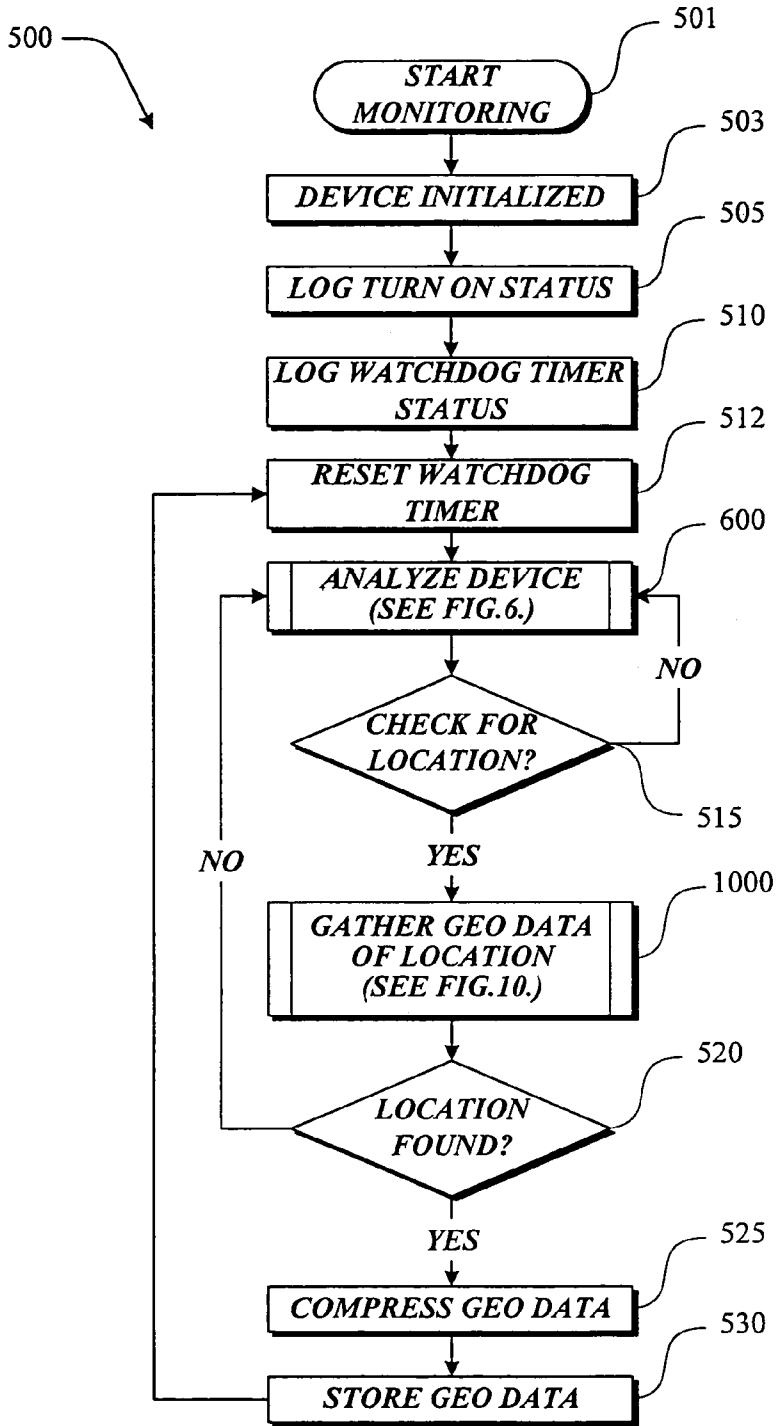 500
501
START
MONITORING
503
DEVICE INITIALIZED
505
LOG TURN ON STATUS
510
LOG WATCHDOG TIMER
STATUS
512
RESET WATCHDOG
TIMER
600
ANALYZE DEVICE
(SEE FIG.6.)
NO
CHECK FOR
LOCATION?
515
YES
NO
1000
GATHER GEO DATA
OF LOCATION
(SEE FIG.10.)
520
LOCATION
FOUND?
YES
525
COMPRESS GEO DATA
530
STORE GEO DATA